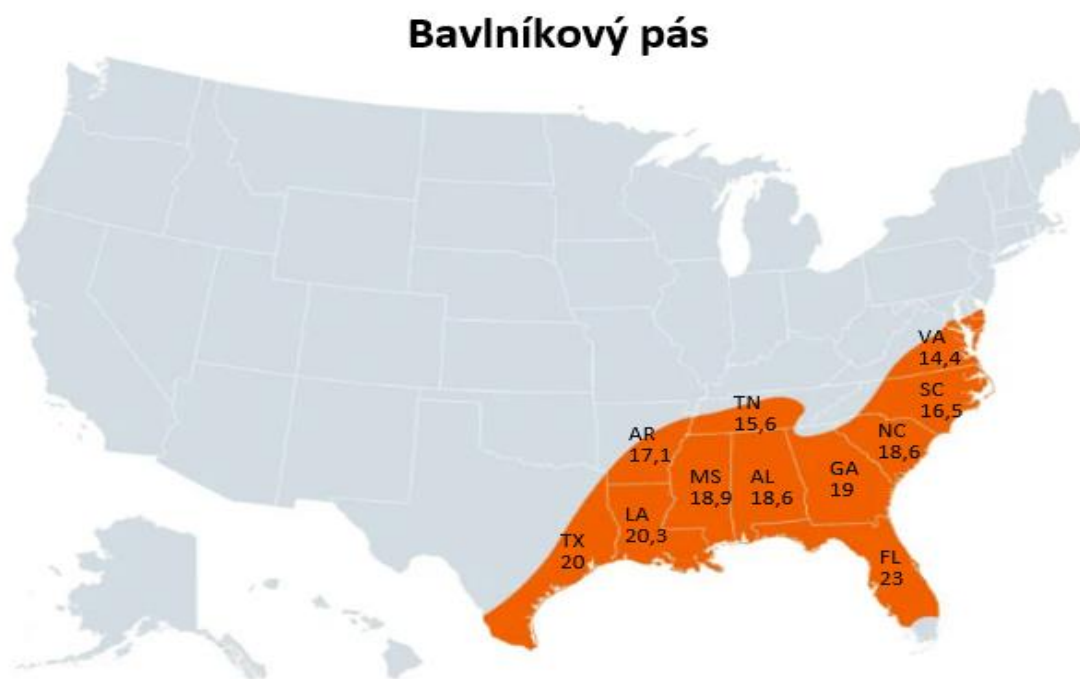 Bavlníkový pás
VA
14,4
SC
16,5
TN
15,6
NC
18,6
AR
17,1
MS
18,9
AL
18,6
GA
19
LA
20,3
TX
20
FL
23